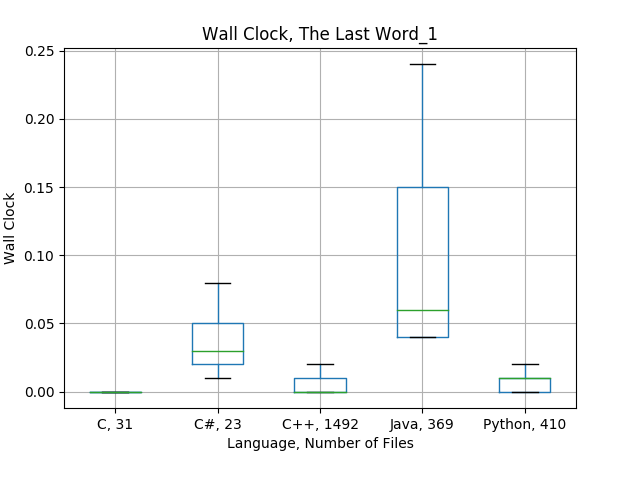 Wall Clock, The Last Word_1
0.25
0.20
0.15
0.10
0.05
0.00
Wall Clock
C, 31 C#, 23 C++, 1492 Java, 369 Python, 410
Language, Number of Files